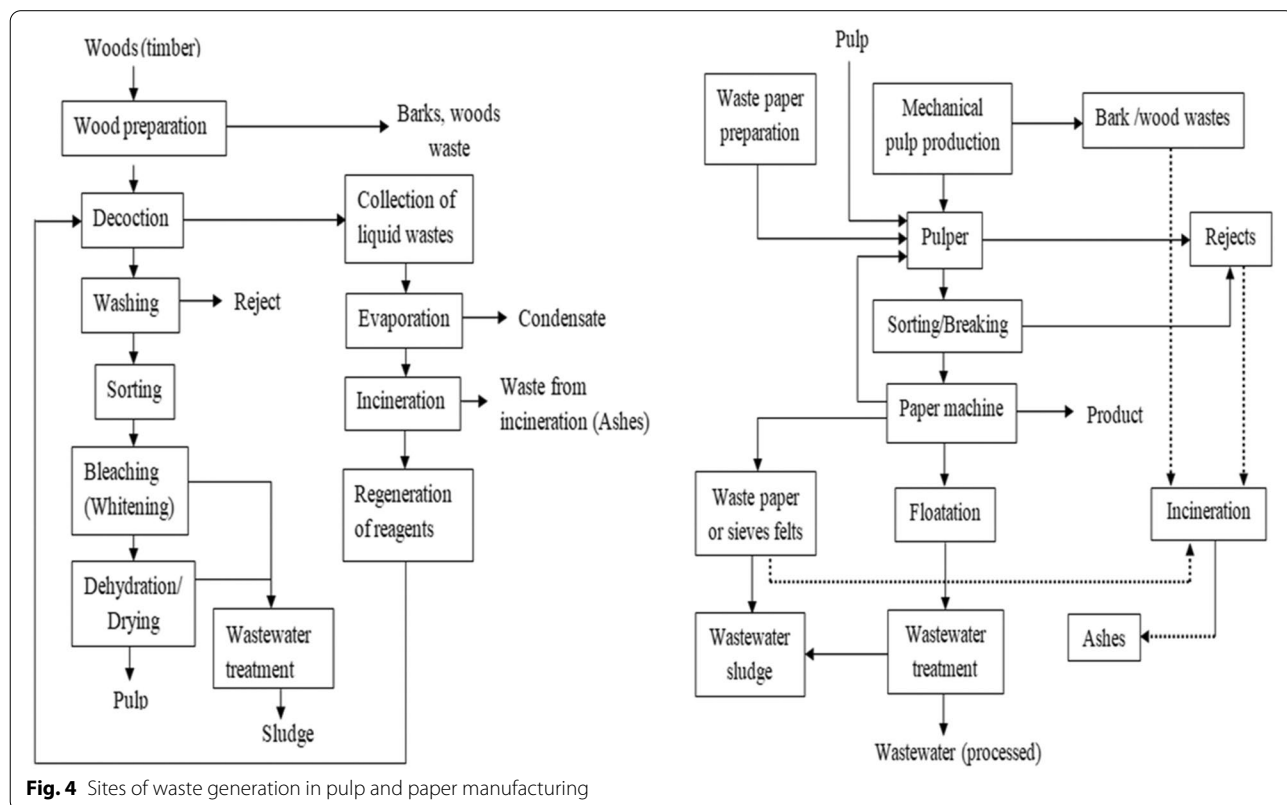 Woods (timber)
Wood preparation
Barks, woods
waste
Decoction
Collection of
liquid wastes
Washing
Reject
Evaporation
Condensate
Sorting
Incineration
Waste from
incineration (Ashes)
Bleaching
(Whitening)
Regeneration
of reagents
Dehydration/
Drying
Wastewater
treatment
Pulp
Sludge
Pulp
Waste paper
preparation
Mechanical
pulp production
Bark /wood wastes
Pulper
Rejects
Sorting/Breaking
Paper machine
Product
Waste paper
or sieves felts
Floatation
Incineration
Wastewater
sludge
Wastewater
treatment
Ashes
Wastewater (processed)
Fig. 4 Sites of waste generation in pulp and paper manufacturing